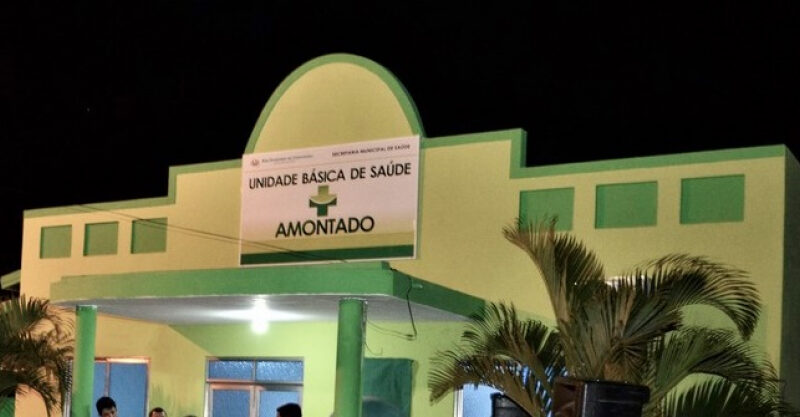 SECRETARIA MUNICIPAL DE SAÚDE
UNIDADE BÁSICA DE SAÚDE
AMONTADO